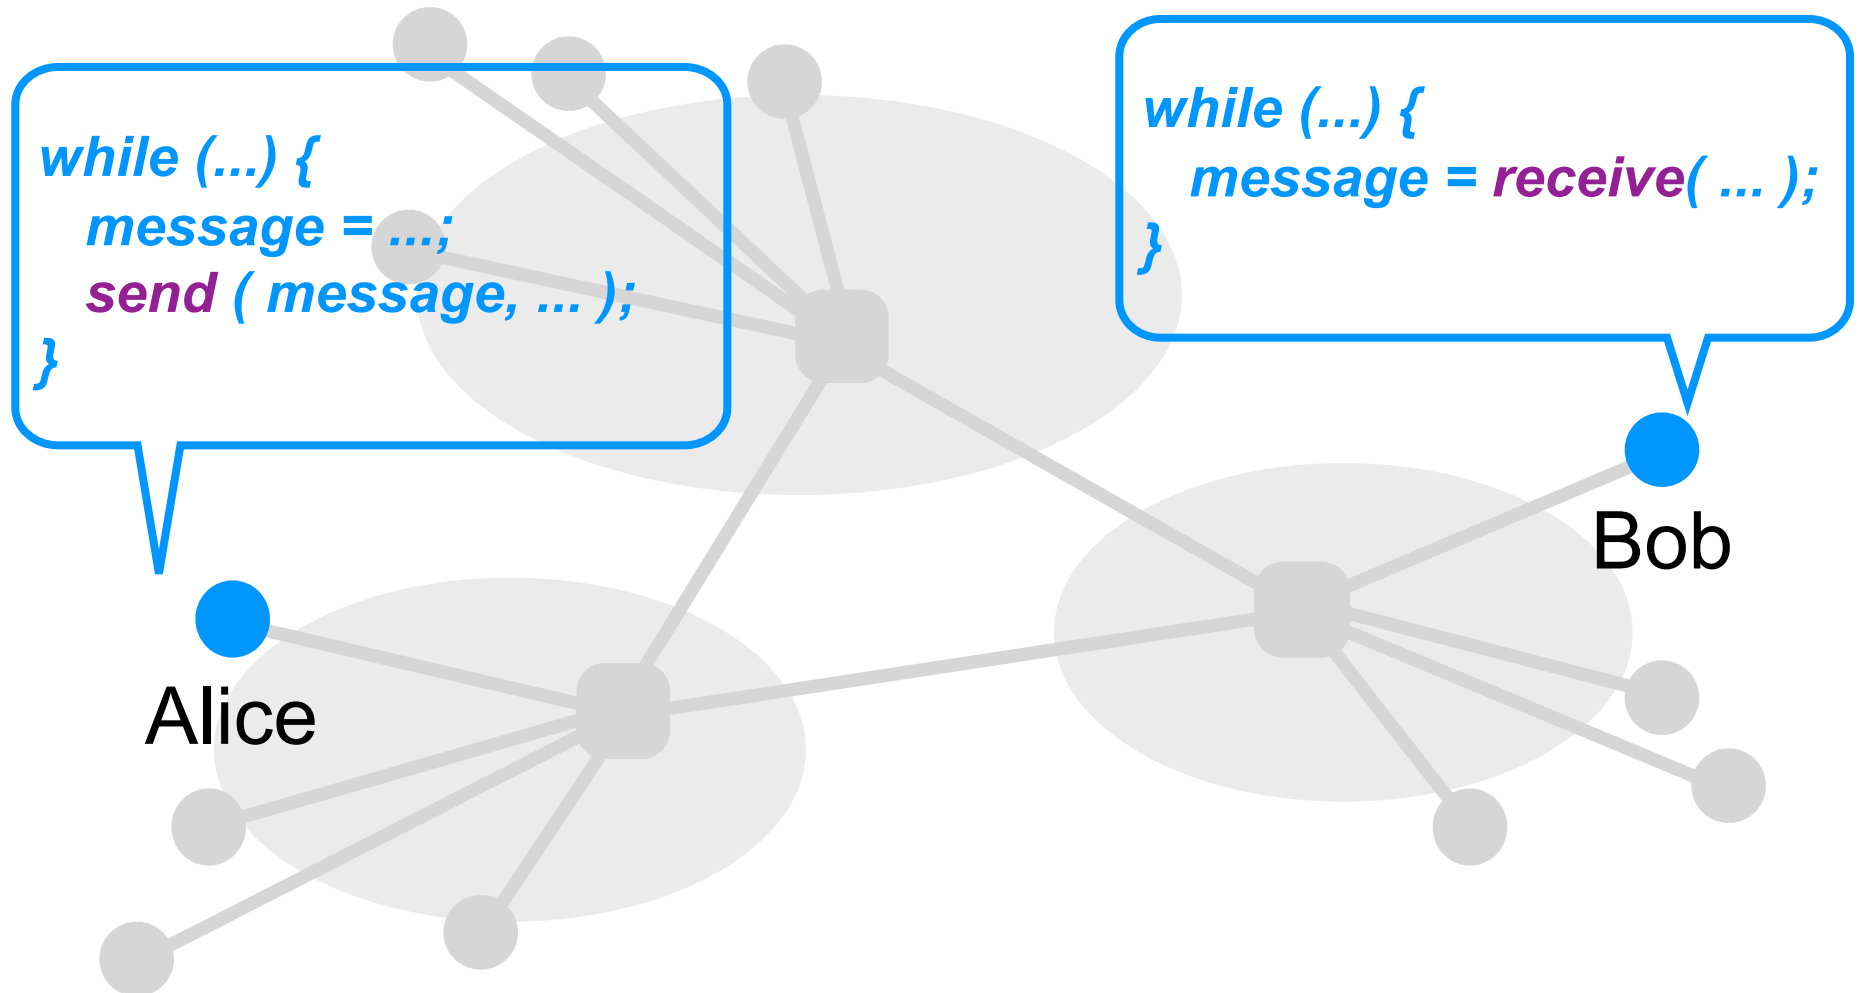 while (...) {
message = ...;
send ( message, ... );
}
while (...) {
message = receive( ... );
}
Bob
Alice